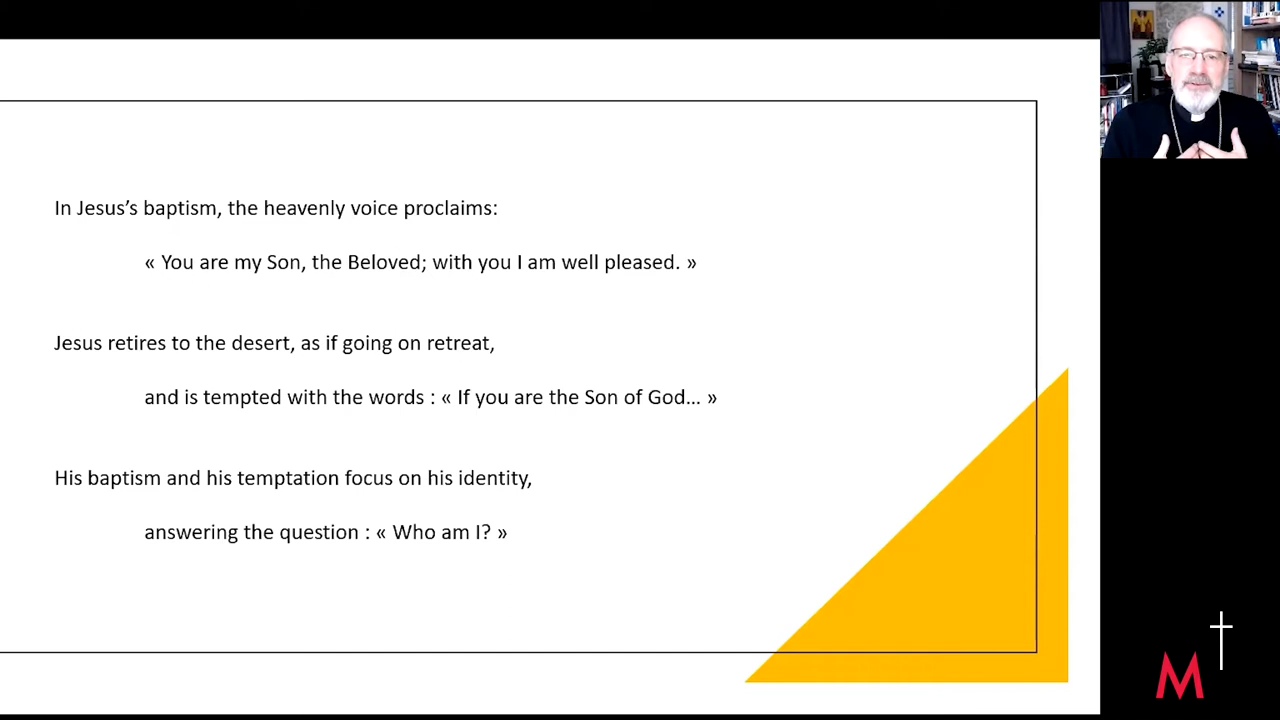 In Jesus’s baptism, the heavenly voice proclaims:
« You are my Son, the Beloved; with you I am well pleased. »
Jesus retires to the desert, as if going on retreat,
and is tempted with the words : « If you are the Son of God… »
His baptism and his temptation focus on his identity,
answering the question : « Who am I? »
M